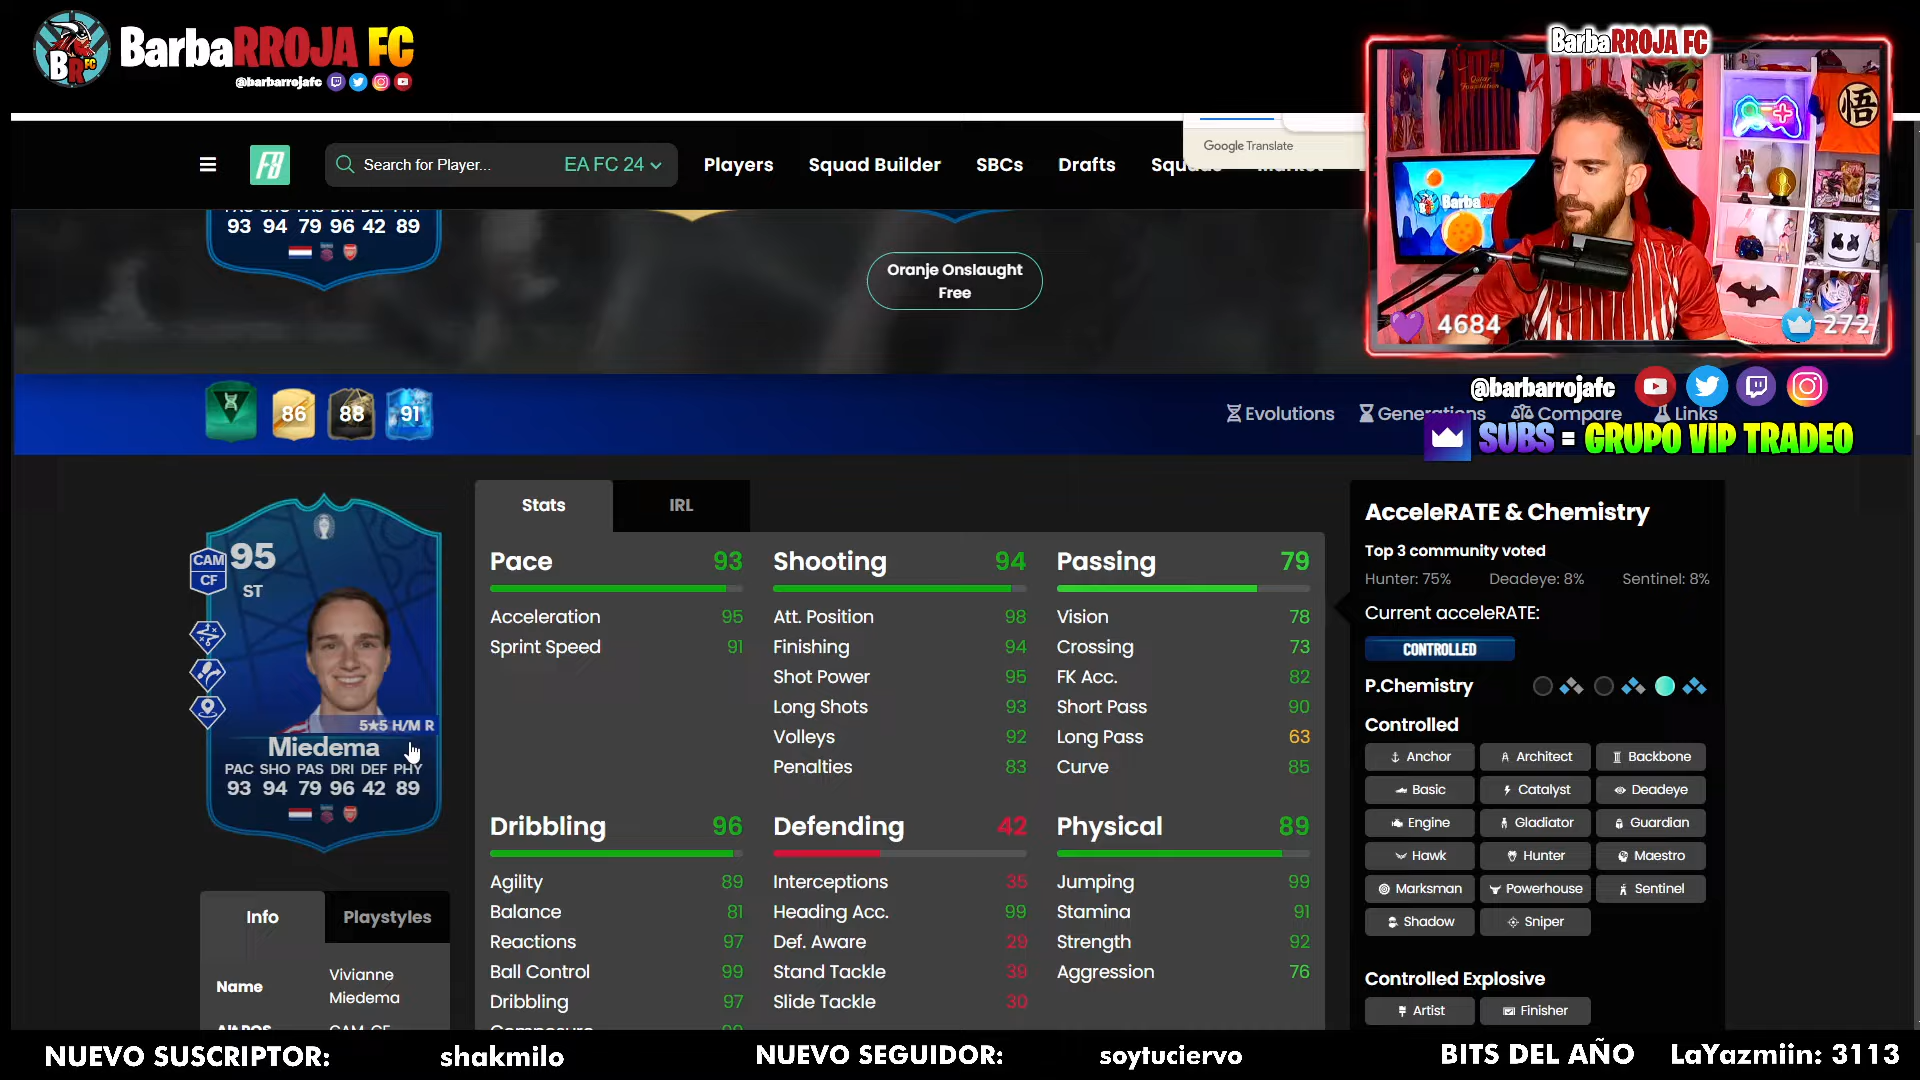 BarbaRROJA FC
@barbarrojafc
BRFC
Search for Player...
EA FC 24
Players
Squad Builder
SBCs
Drafts
Google Translate
93 94 79 96 42 89
Oranje Onslaught
Free
86
88
91
Evolutions
Generations
Compare
Links
BarbaRROJA FC
Qatar
Foundation
悟
4684
272
@barbarrojafc
SUBS = GRUPO VIP TRADEO
CAM
CF
95
ST
5★5 H/M R
Miedema
PAC SHO PAS DRI DEF PHY
93 94 79 96 42 89
Stats
IRL
Pace 93
Acceleration 95
Sprint Speed 91
Shooting 94
Att. Position 98
Finishing 94
Shot Power 95
Long Shots 93
Volleys 92
Penalties 83
Passing 79
Vision 78
Crossing 73
FK Acc. 82
Short Pass 90
Long Pass 63
Curve 85
Dribbling 96
Agility 89
Balance 81
Reactions 97
Ball Control 99
Dribbling 97
Defending 42
Interceptions 35
Heading Acc. 99
Def. Aware 29
Stand Tackle 39
Slide Tackle 30
Physical 89
Jumping 99
Stamina 91
Strength 92
Aggression 76
AcceleRATE & Chemistry
Top 3 community voted
Hunter: 75% Deadeye: 8% Sentinel: 8%
Current acceleRATE:
CONTROLLED
P.Chemistry
Controlled
Anchor Architect Backbone
Basic Catalyst Deadeye
Engine Gladiator Guardian
Hawk Hunter Maestro
Marksman Powerhouse Sentinel
Shadow Sniper
Controlled Explosive
Artist Finisher
Info
Playstyles
Name
Vivianne
Miedema
NUEVO SUSCRIPTOR: shakmilo
NUEVO SEGUIDOR: soytuciervo
BITS DEL AÑO LaYazmiin: 3113